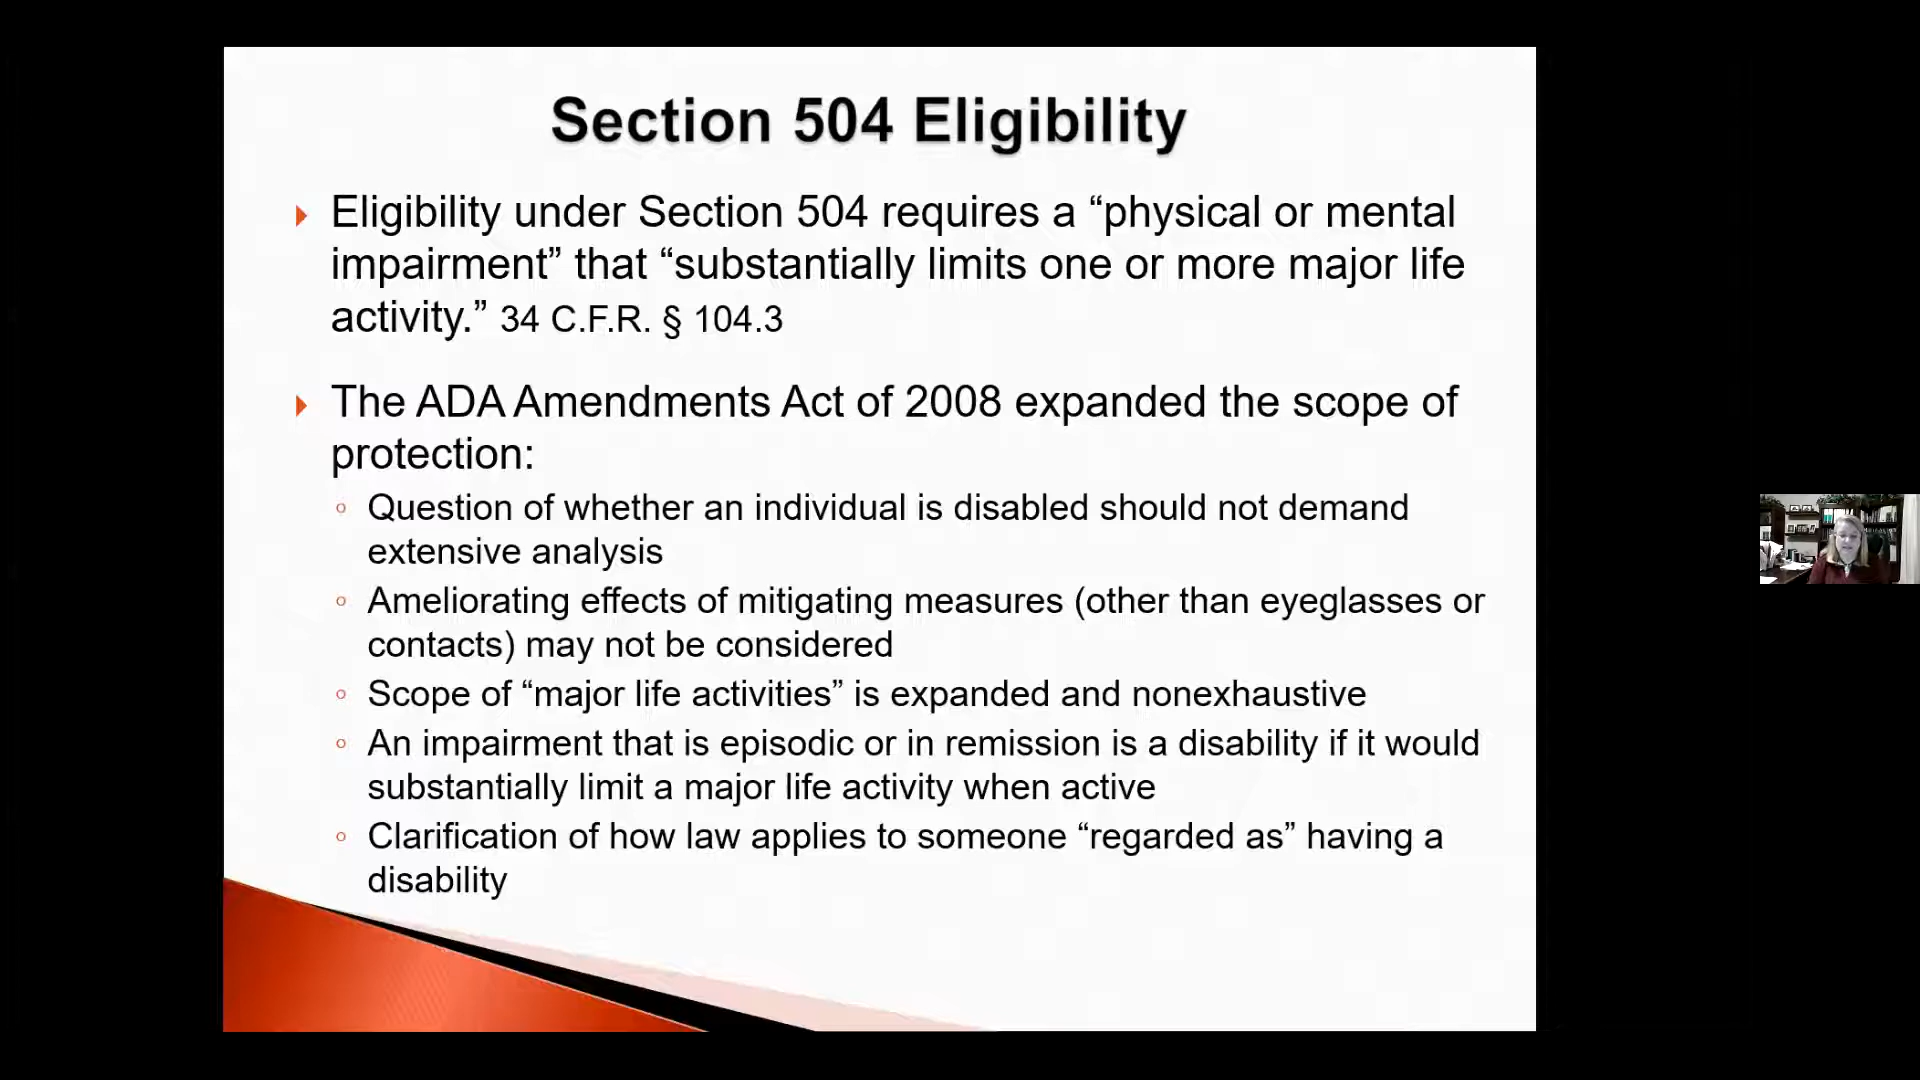 Section 504 Eligibility
Eligibility under Section 504 requires a “physical or mental
impairment” that “substantially limits one or more major life
activity.” 34 C.F.R. § 104.3
The ADA Amendments Act of 2008 expanded the scope of
protection:
Question of whether an individual is disabled should not demand
extensive analysis
Ameliorating effects of mitigating measures (other than eyeglasses or
contacts) may not be considered
Scope of “major life activities” is expanded and nonexhaustive
An impairment that is episodic or in remission is a disability if it would
substantially limit a major life activity when active
Clarification of how law applies to someone “regarded as” having a
disability